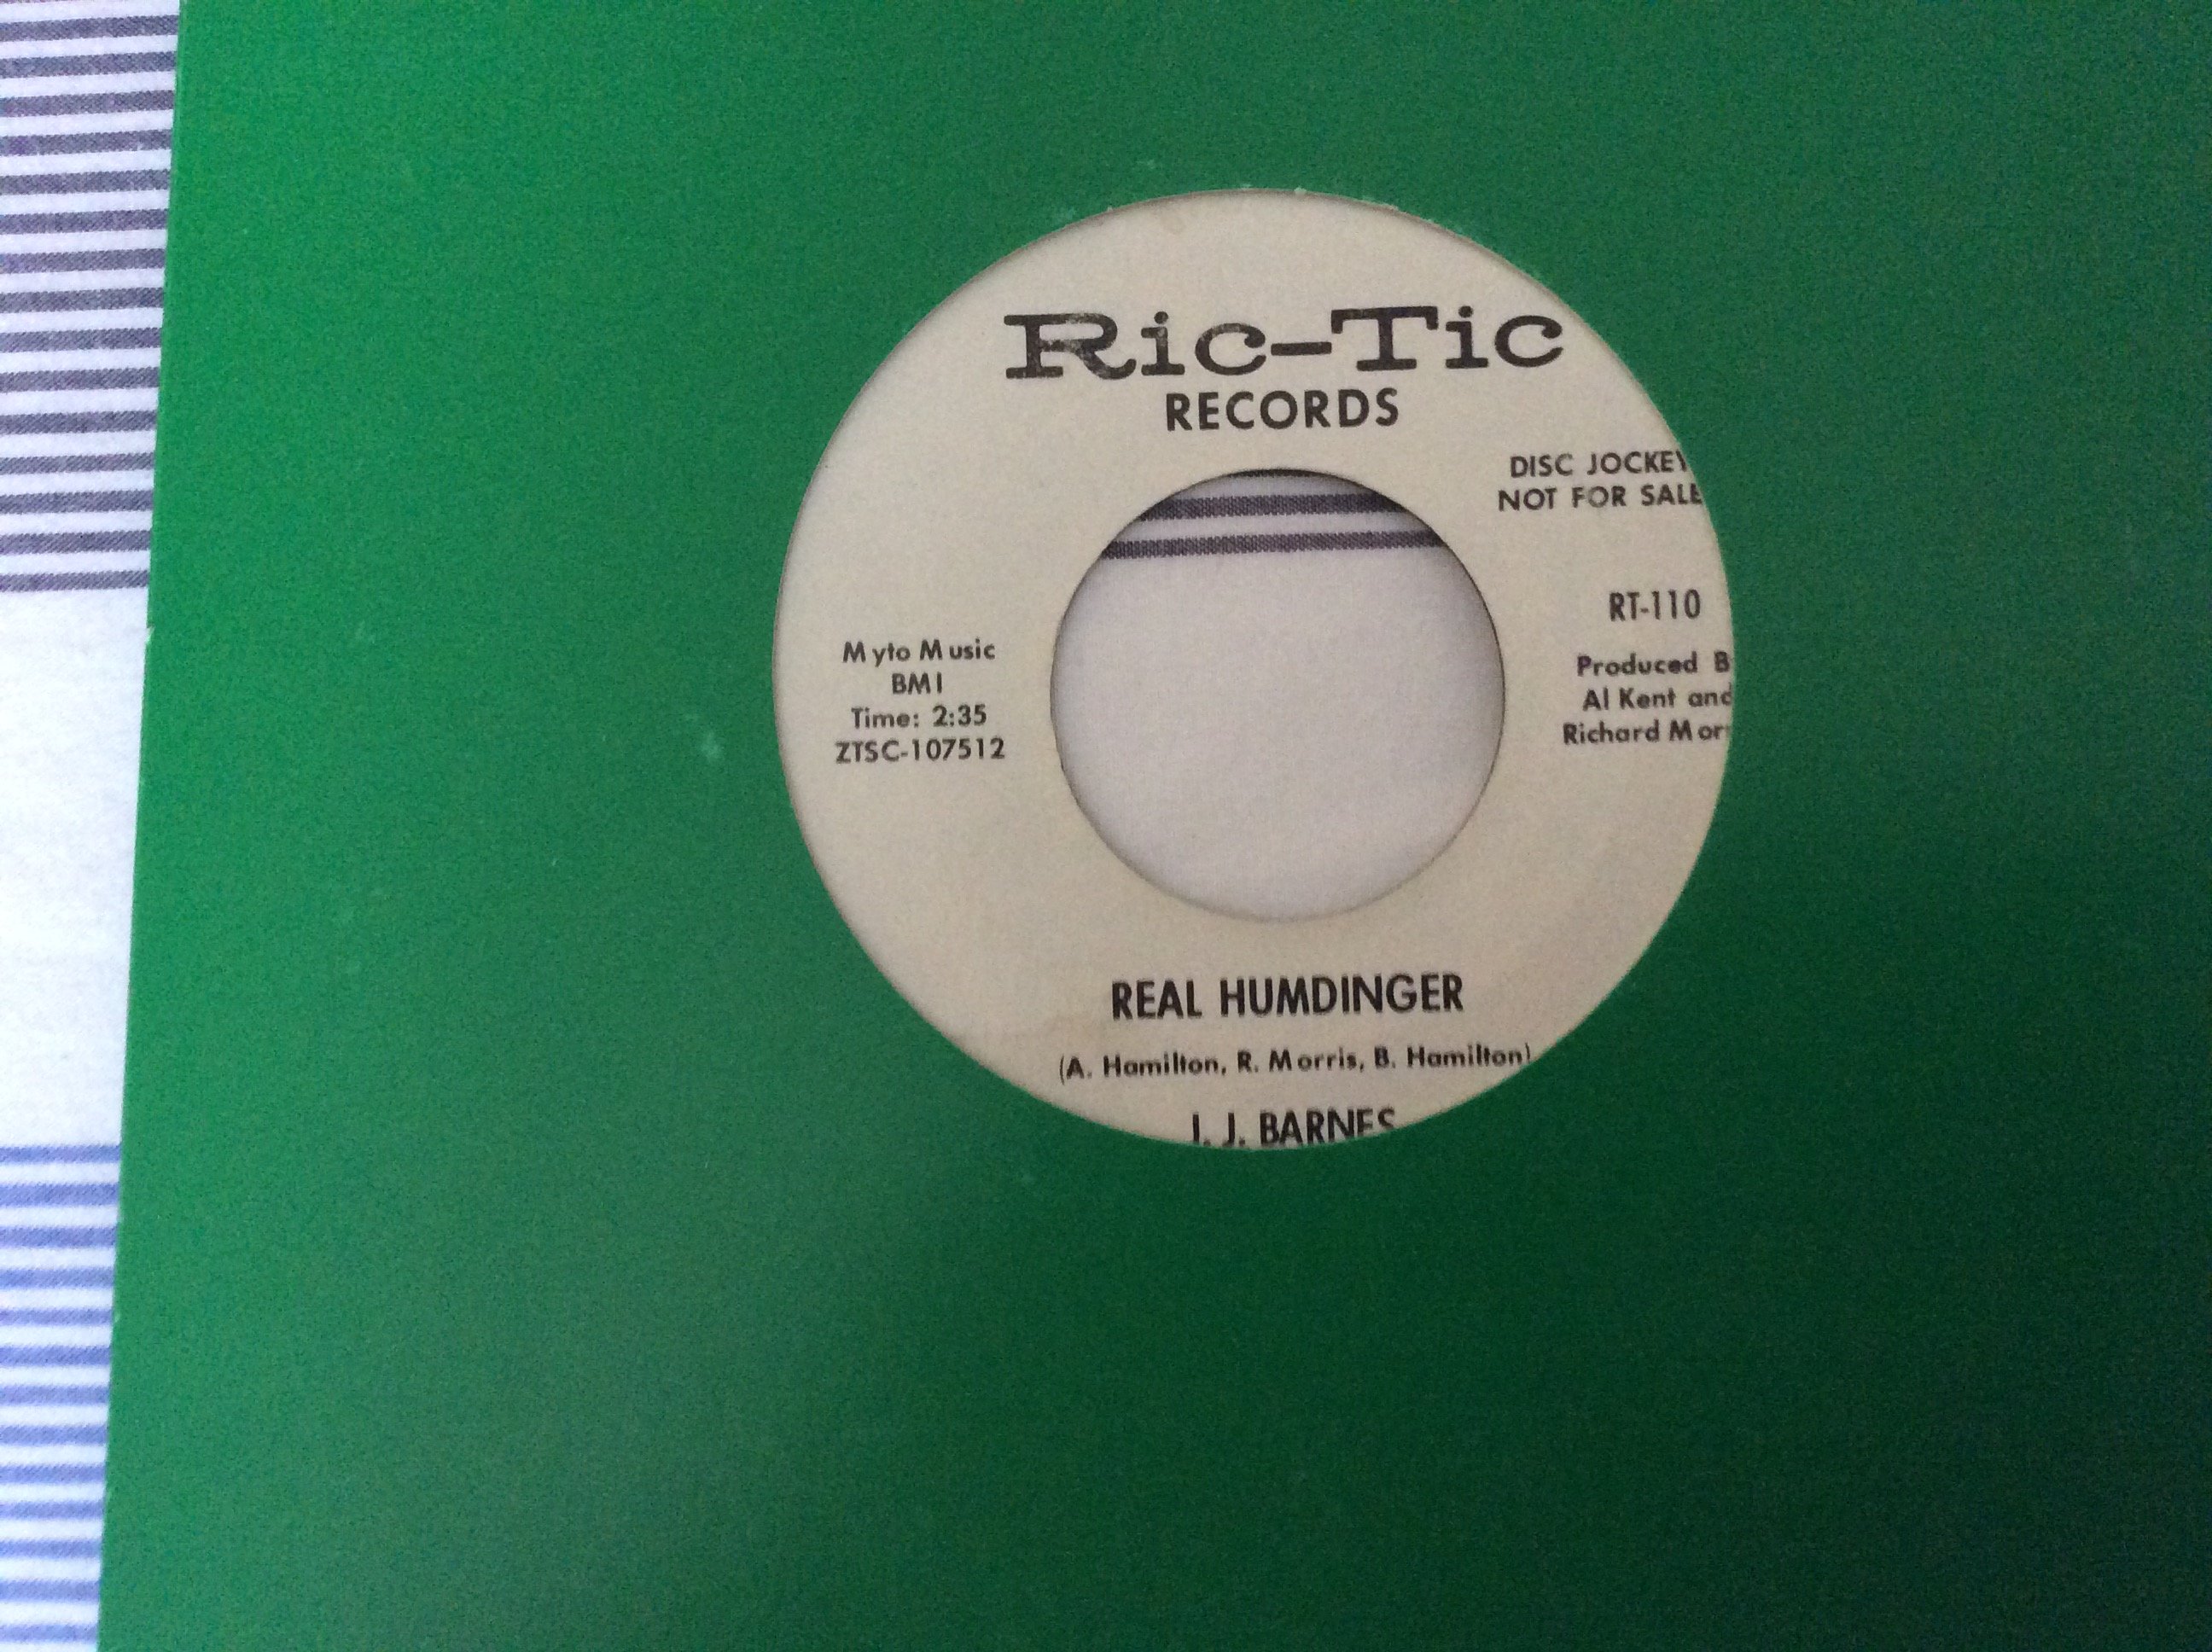 Ric-Tic
RECORDS
DISC JOCKEY
NOT FOR SALE
RT-110
Produced B
Al Kent and
Richard Mor
Myto Music
BMI
Time: 2:35
ZTSC-107512
REAL HUMDINGER
(A. Hamilton, R. Morris, B. Hamilton)
J. J. BARNES